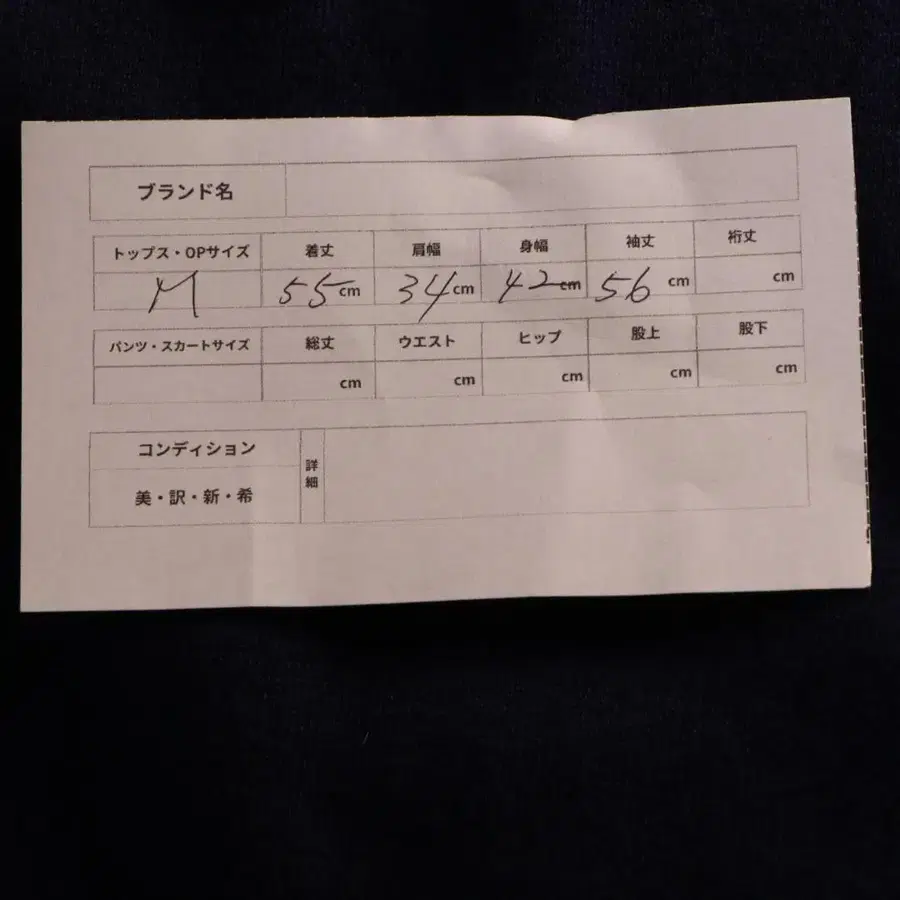 ブランド名
トップス・OPサイズ 着丈 肩幅 身幅 袖丈 裄丈
M 55cm 34cm 42cm 56cm cm
パンツ・スカートサイズ 総丈 ウエスト ヒップ 股上 股下
cm cm cm cm cm
コンディション 詳細
美・訳・新・希